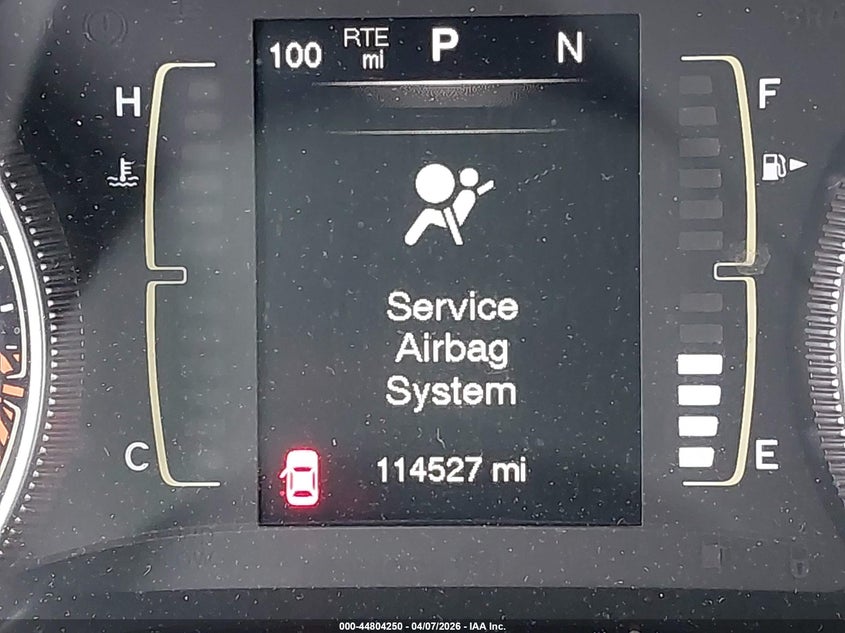 100 RTE mi P N
H F
Service
Airbag
System
C E
114527 mi
000-44804250 - 04/07/2026 - IAA Inc.